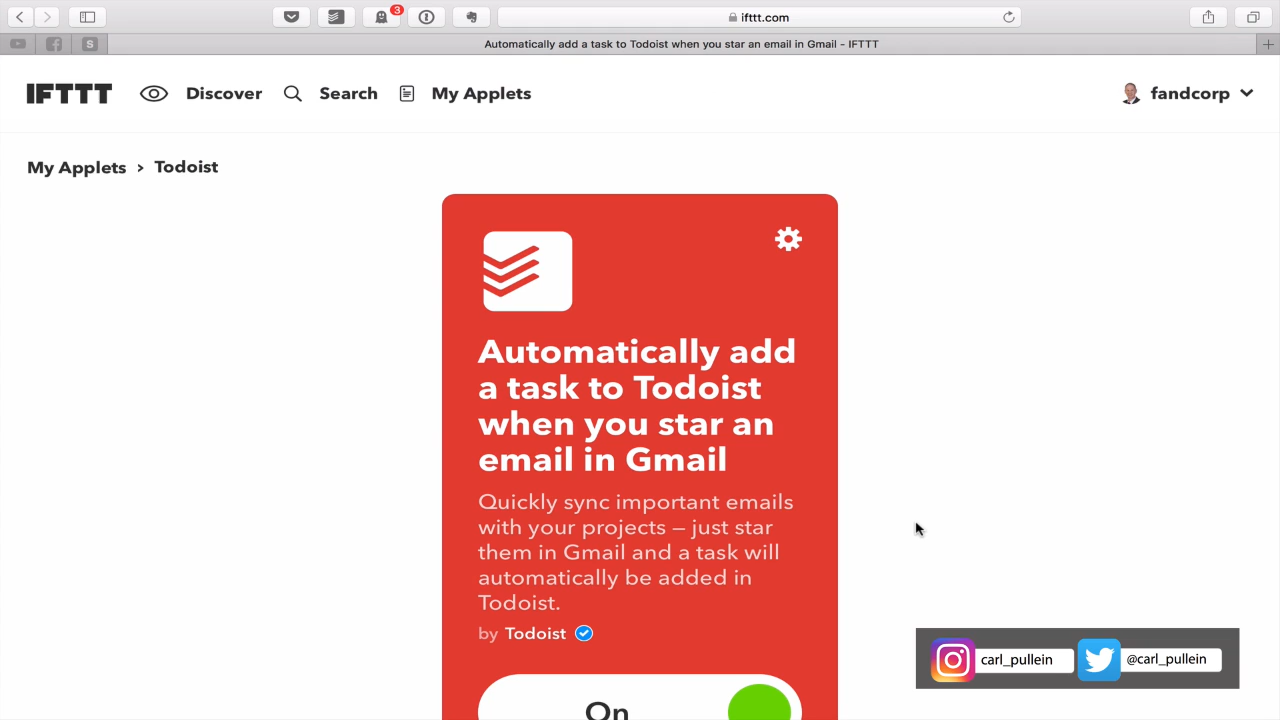 3
ifttt.com
S
Automatically add a task to Todoist when you star an email in Gmail – IFTTT
IFTTT
Discover
Search
My Applets
fandcorp
My Applets > Todoist
Automatically add
a task to Todoist
when you star an
email in Gmail
Quickly sync important emails
with your projects – just star
them in Gmail and a task will
automatically be added in
Todoist.
by Todoist
On
carl_pullein
@carl_pullein